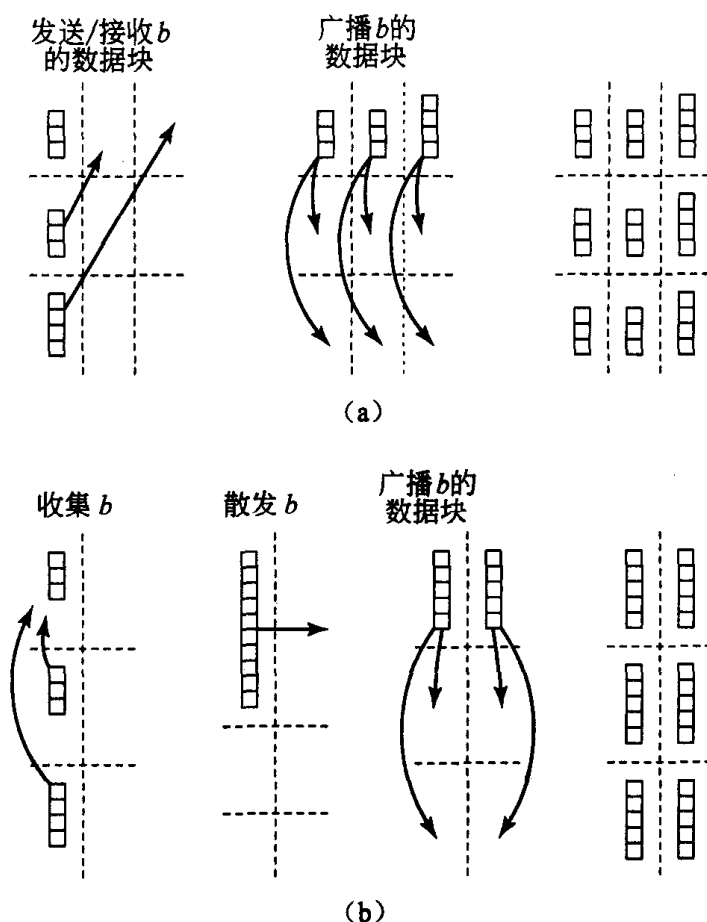 发送/接收b
的数据块
广播b的
数据块
(a)
收集 b
散发 b
广播b的
数据块
(b)